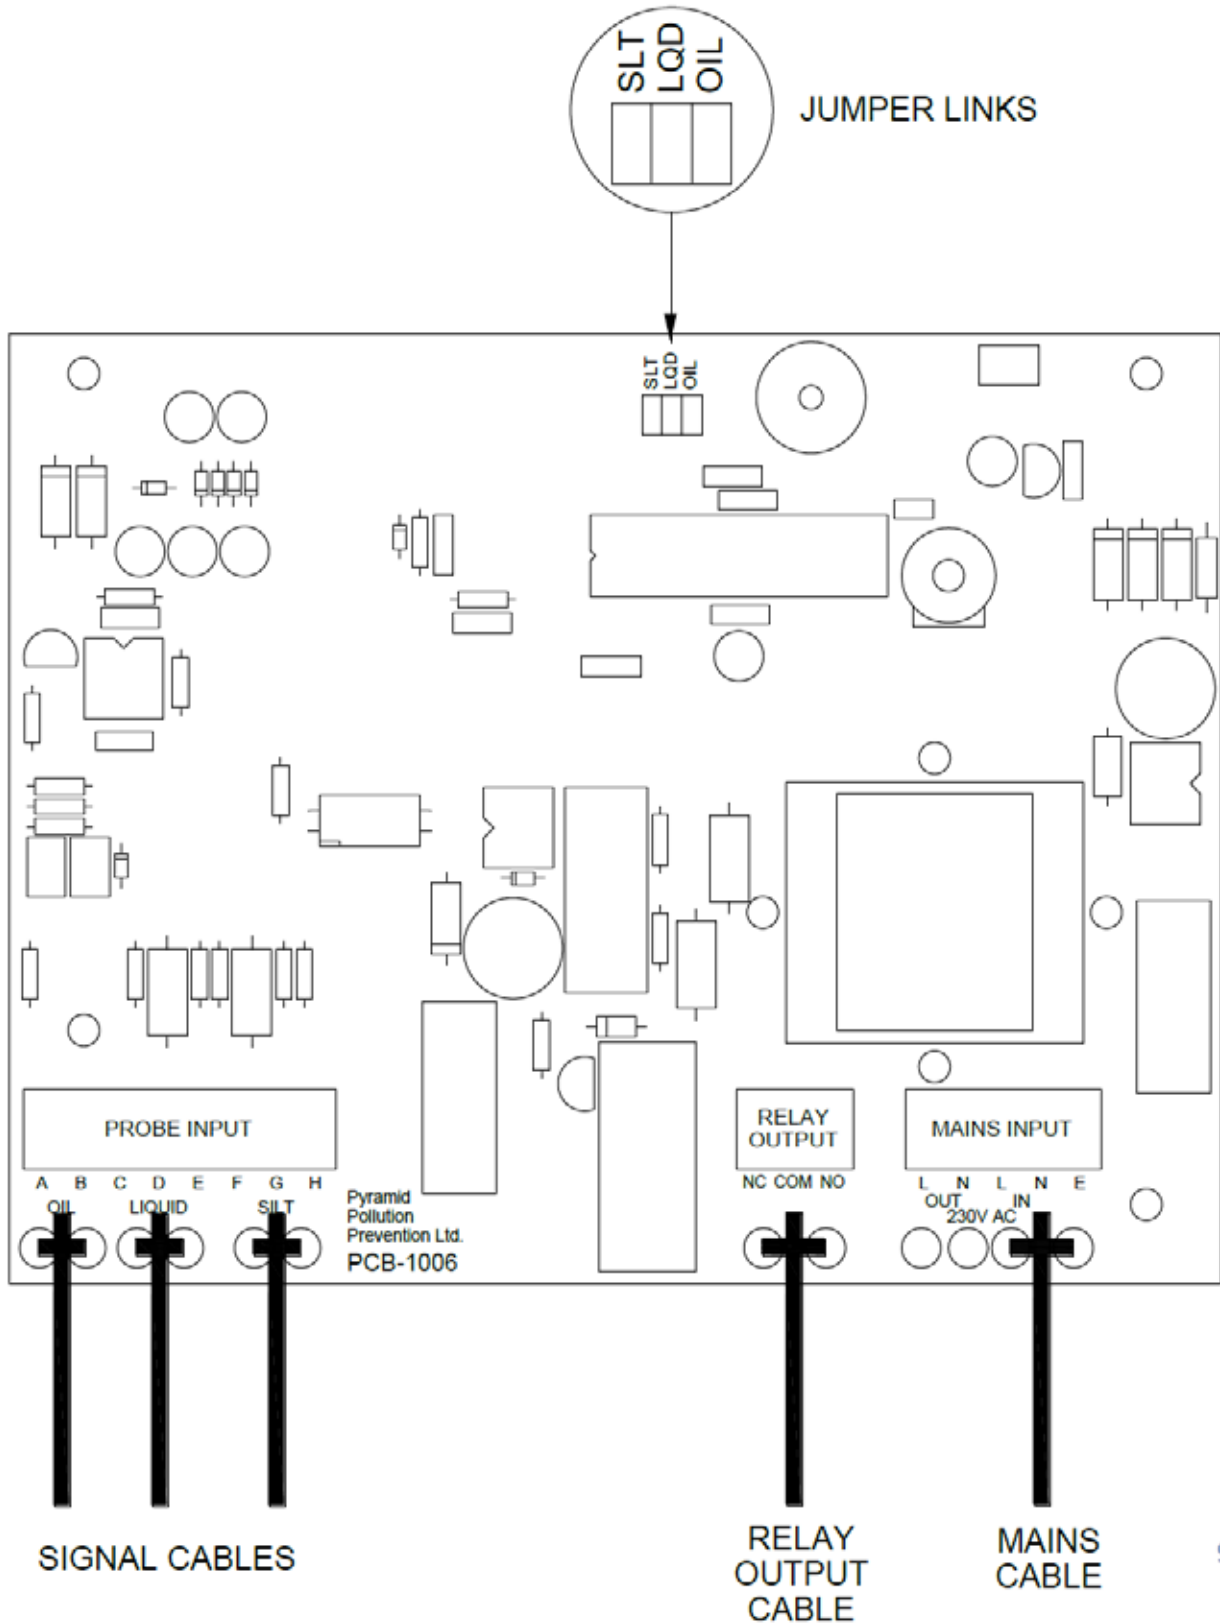 SLT
LQD
OIL
JUMPER LINKS
SLT
LQD
OIL
PROBE INPUT
RELAY
OUTPUT
MAINS INPUT
A B C D E F G H
NC COM NO
L N L N E
OIL LIQUID SILT
OUT IN
230V AC
Pyramid
Pollution
Prevention Ltd.
PCB-1006
SIGNAL CABLES
RELAY
OUTPUT
CABLE
MAINS
CABLE